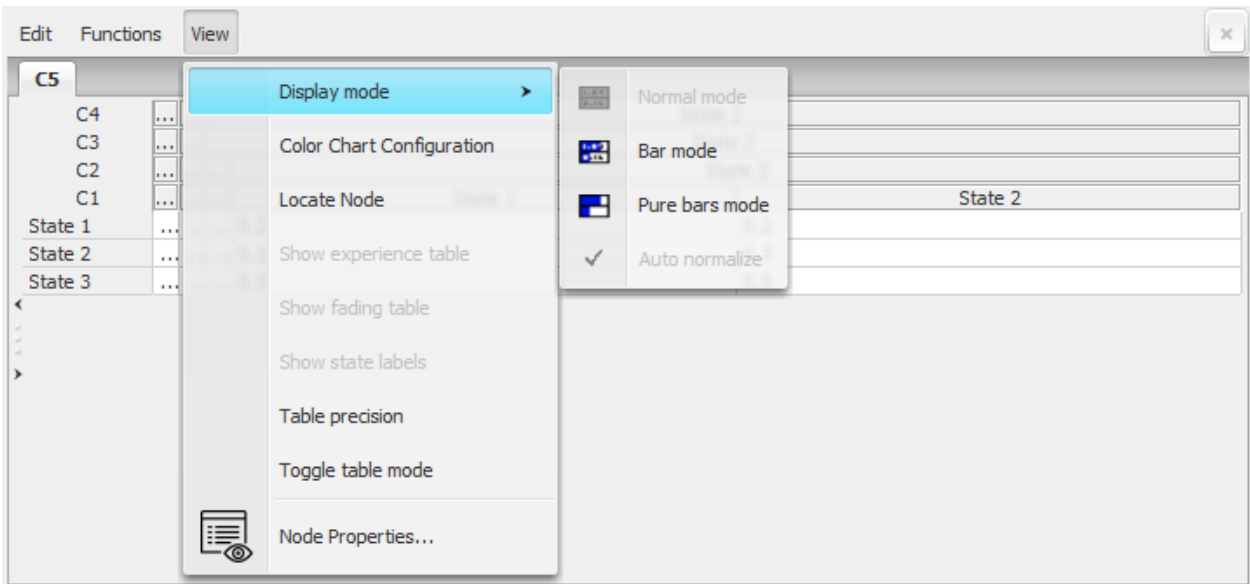 Edit Functions View
C5
Display mode
Normal mode
C4 ...
State 2
C3 ...
Color Chart Configuration
Bar mode
C2 ...
C1 ...
Locate Node
Pure bars mode
State 2
State 1 ...
State 2 ...
Show experience table
Auto normalize
State 3 ...
Show fading table
Show state labels
Table precision
Toggle table mode
Node Properties...